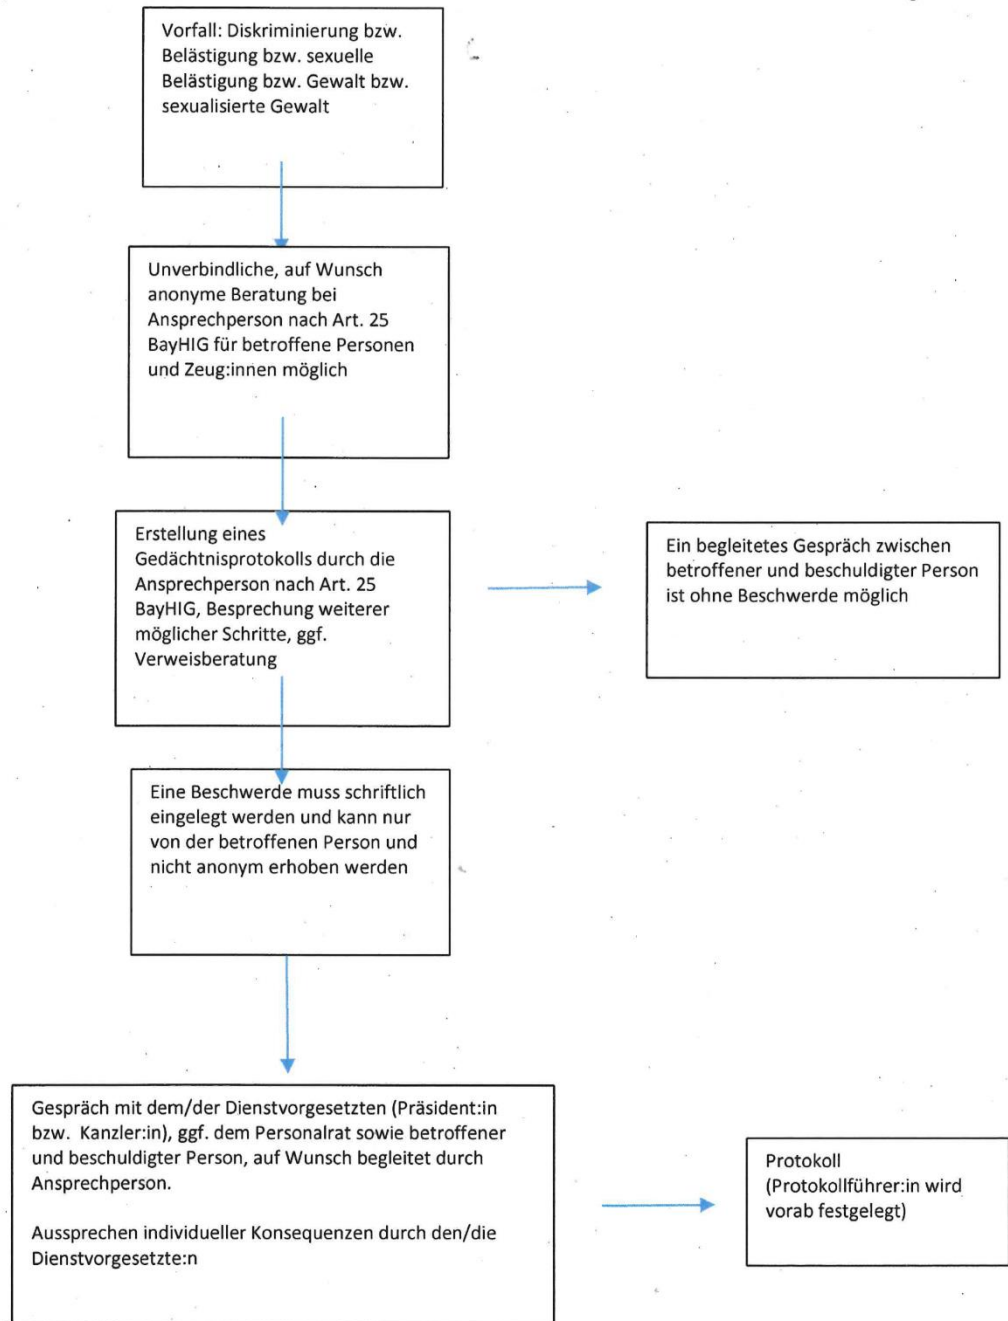 Vorfall: Diskriminierung bzw.
Belästigung bzw. sexuelle
Belästigung bzw. Gewalt bzw.
sexualisierte Gewalt
Unverbindliche, auf Wunsch
anonyme Beratung bei
Ansprechperson nach Art. 25
BayHIG für betroffene Personen
und Zeug:innen möglich
Erstellung eines
Gedächtnisprotokolls durch die
Ansprechperson nach Art. 25
BayHIG, Besprechung weiterer
möglicher Schritte, ggf.
Verweisberatung
Ein begleitetes Gespräch zwischen
betroffener und beschuldigter Person
ist ohne Beschwerde möglich
Eine Beschwerde muss schriftlich
eingelegt werden und kann nur
von der betroffenen Person und
nicht anonym erhoben werden
Gespräch mit dem/der Dienstvorgesetzten (Präsident:in
bzw. Kanzler:in), ggf. dem Personalrat sowie betroffener
und beschuldigter Person, auf Wunsch begleitet durch
Ansprechperson.
Aussprechen individueller Konsequenzen durch den/die
Dienstvorgesetzte:n
Protokoll
(Protokollführer:in wird
vorab festgelegt)